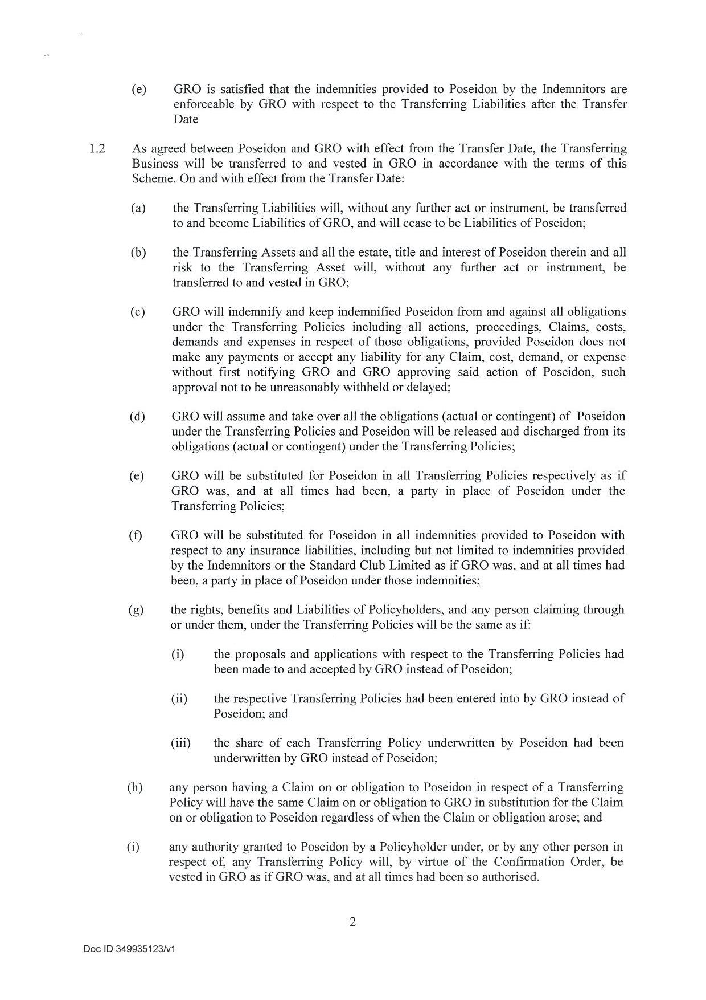 (e) GRO is satisfied that the indemnities provided to Poseidon by the Indemnitors are
enforceable by GRO with respect to the Transferring Liabilities after the Transfer
Date
1.2 As agreed between Poseidon and GRO with effect from the Transfer Date, the Transferring
Business will be transferred to and vested in GRO in accordance with the terms of this
Scheme. On and with effect from the Transfer Date:
(a) the Transferring Liabilities will, without any further act or instrument, be transferred
to and become Liabilities of GRO, and will cease to be Liabilities of Poseidon;
(b) the Transferring Assets and all the estate, title and interest of Poseidon therein and all
risk to the Transferring Asset will, without any further act or instrument, be
transferred to and vested in GRO;
(c) GRO will indemnify and keep indemnified Poseidon from and against all obligations
under the Transferring Policies including all actions, proceedings, Claims, costs,
demands and expenses in respect of those obligations, provided Poseidon does not
make any payments or accept any liability for any Claim, cost, demand, or expense
without first notifying GRO and GRO approving said action of Poseidon, such
approval not to be unreasonably withheld or delayed;
(d) GRO will assume and take over all the obligations (actual or contingent) of Poseidon
under the Transferring Policies and Poseidon will be released and discharged from its
obligations (actual or contingent) under the Transferring Policies;
(e) GRO will be substituted for Poseidon in all Transferring Policies respectively as if
GRO was, and at all times had been, a party in place of Poseidon under the
Transferring Policies;
(f) GRO will be substituted for Poseidon in all indemnities provided to Poseidon with
respect to any insurance liabilities, including but not limited to indemnities provided
by the Indemnitors or the Standard Club Limited as if GRO was, and at all times had
been, a party in place of Poseidon under those indemnities;
(g) the rights, benefits and Liabilities of Policyholders, and any person claiming through
or under them, under the Transferring Policies will be the same as if:
(i) the proposals and applications with respect to the Transferring Policies had
been made to and accepted by GRO instead of Poseidon;
(ii) the respective Transferring Policies had been entered into by GRO instead of
Poseidon; and
(iii) the share of each Transferring Policy underwritten by Poseidon had been
underwritten by GRO instead of Poseidon;
(h) any person having a Claim on or obligation to Poseidon in respect of a Transferring
Policy will have the same Claim on or obligation to GRO in substitution for the Claim
on or obligation to Poseidon regardless of when the Claim or obligation arose; and
(i) any authority granted to Poseidon by a Policyholder under, or by any other person in
respect of, any Transferring Policy will, by virtue of the Confirmation Order, be
vested in GRO as if GRO was, and at all times had been so authorised.
2
Doc ID 349935123/v1